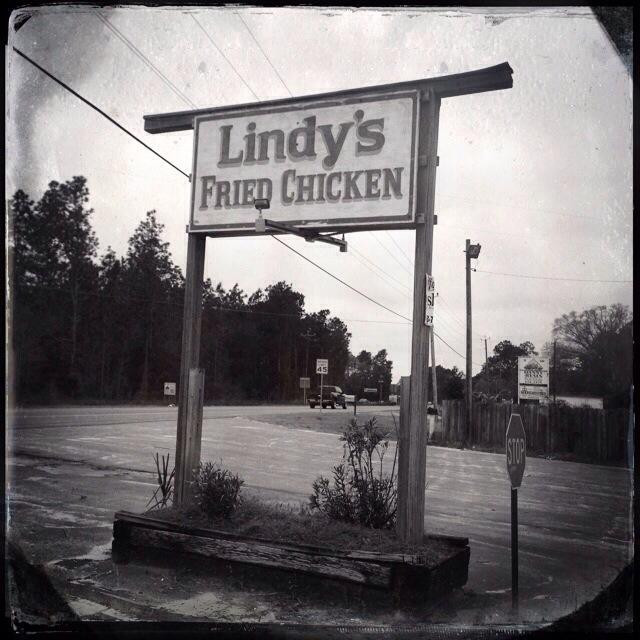 Lindy's
FRIED CHICKEN
45
STOP